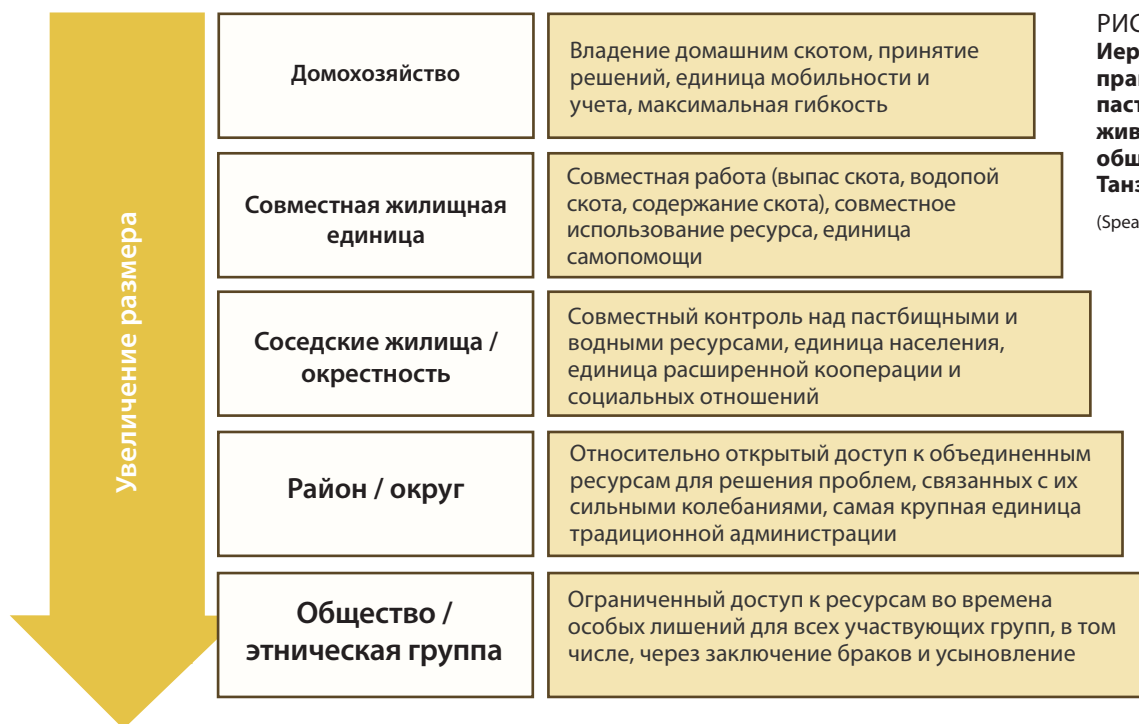 Увеличение размера
Домохозяйство
Владение домашним скотом, принятие
решений, единица мобильности и
учета, максимальная гибкость
Совместная жилищная
единица
Совместная работа (выпас скота, водопой
скота, содержание скота), совместное
использование ресурса, единица
самопомощи
Соседские жилища /
окрестность
Совместный контроль над пастбищными и
водными ресурсами, единица населения,
единица расширенной кооперации и
социальных отношений
Район / округ
Относительно открытый доступ к объединенным
ресурсам для решения проблем, связанных с их
сильными колебаниями, самая крупная единица
традиционной администрации
Общество /
этническая группа
Ограниченный доступ к ресурсам во времена
особых лишений для всех участвующих групп, в том
числе, через заключение браков и усыновление